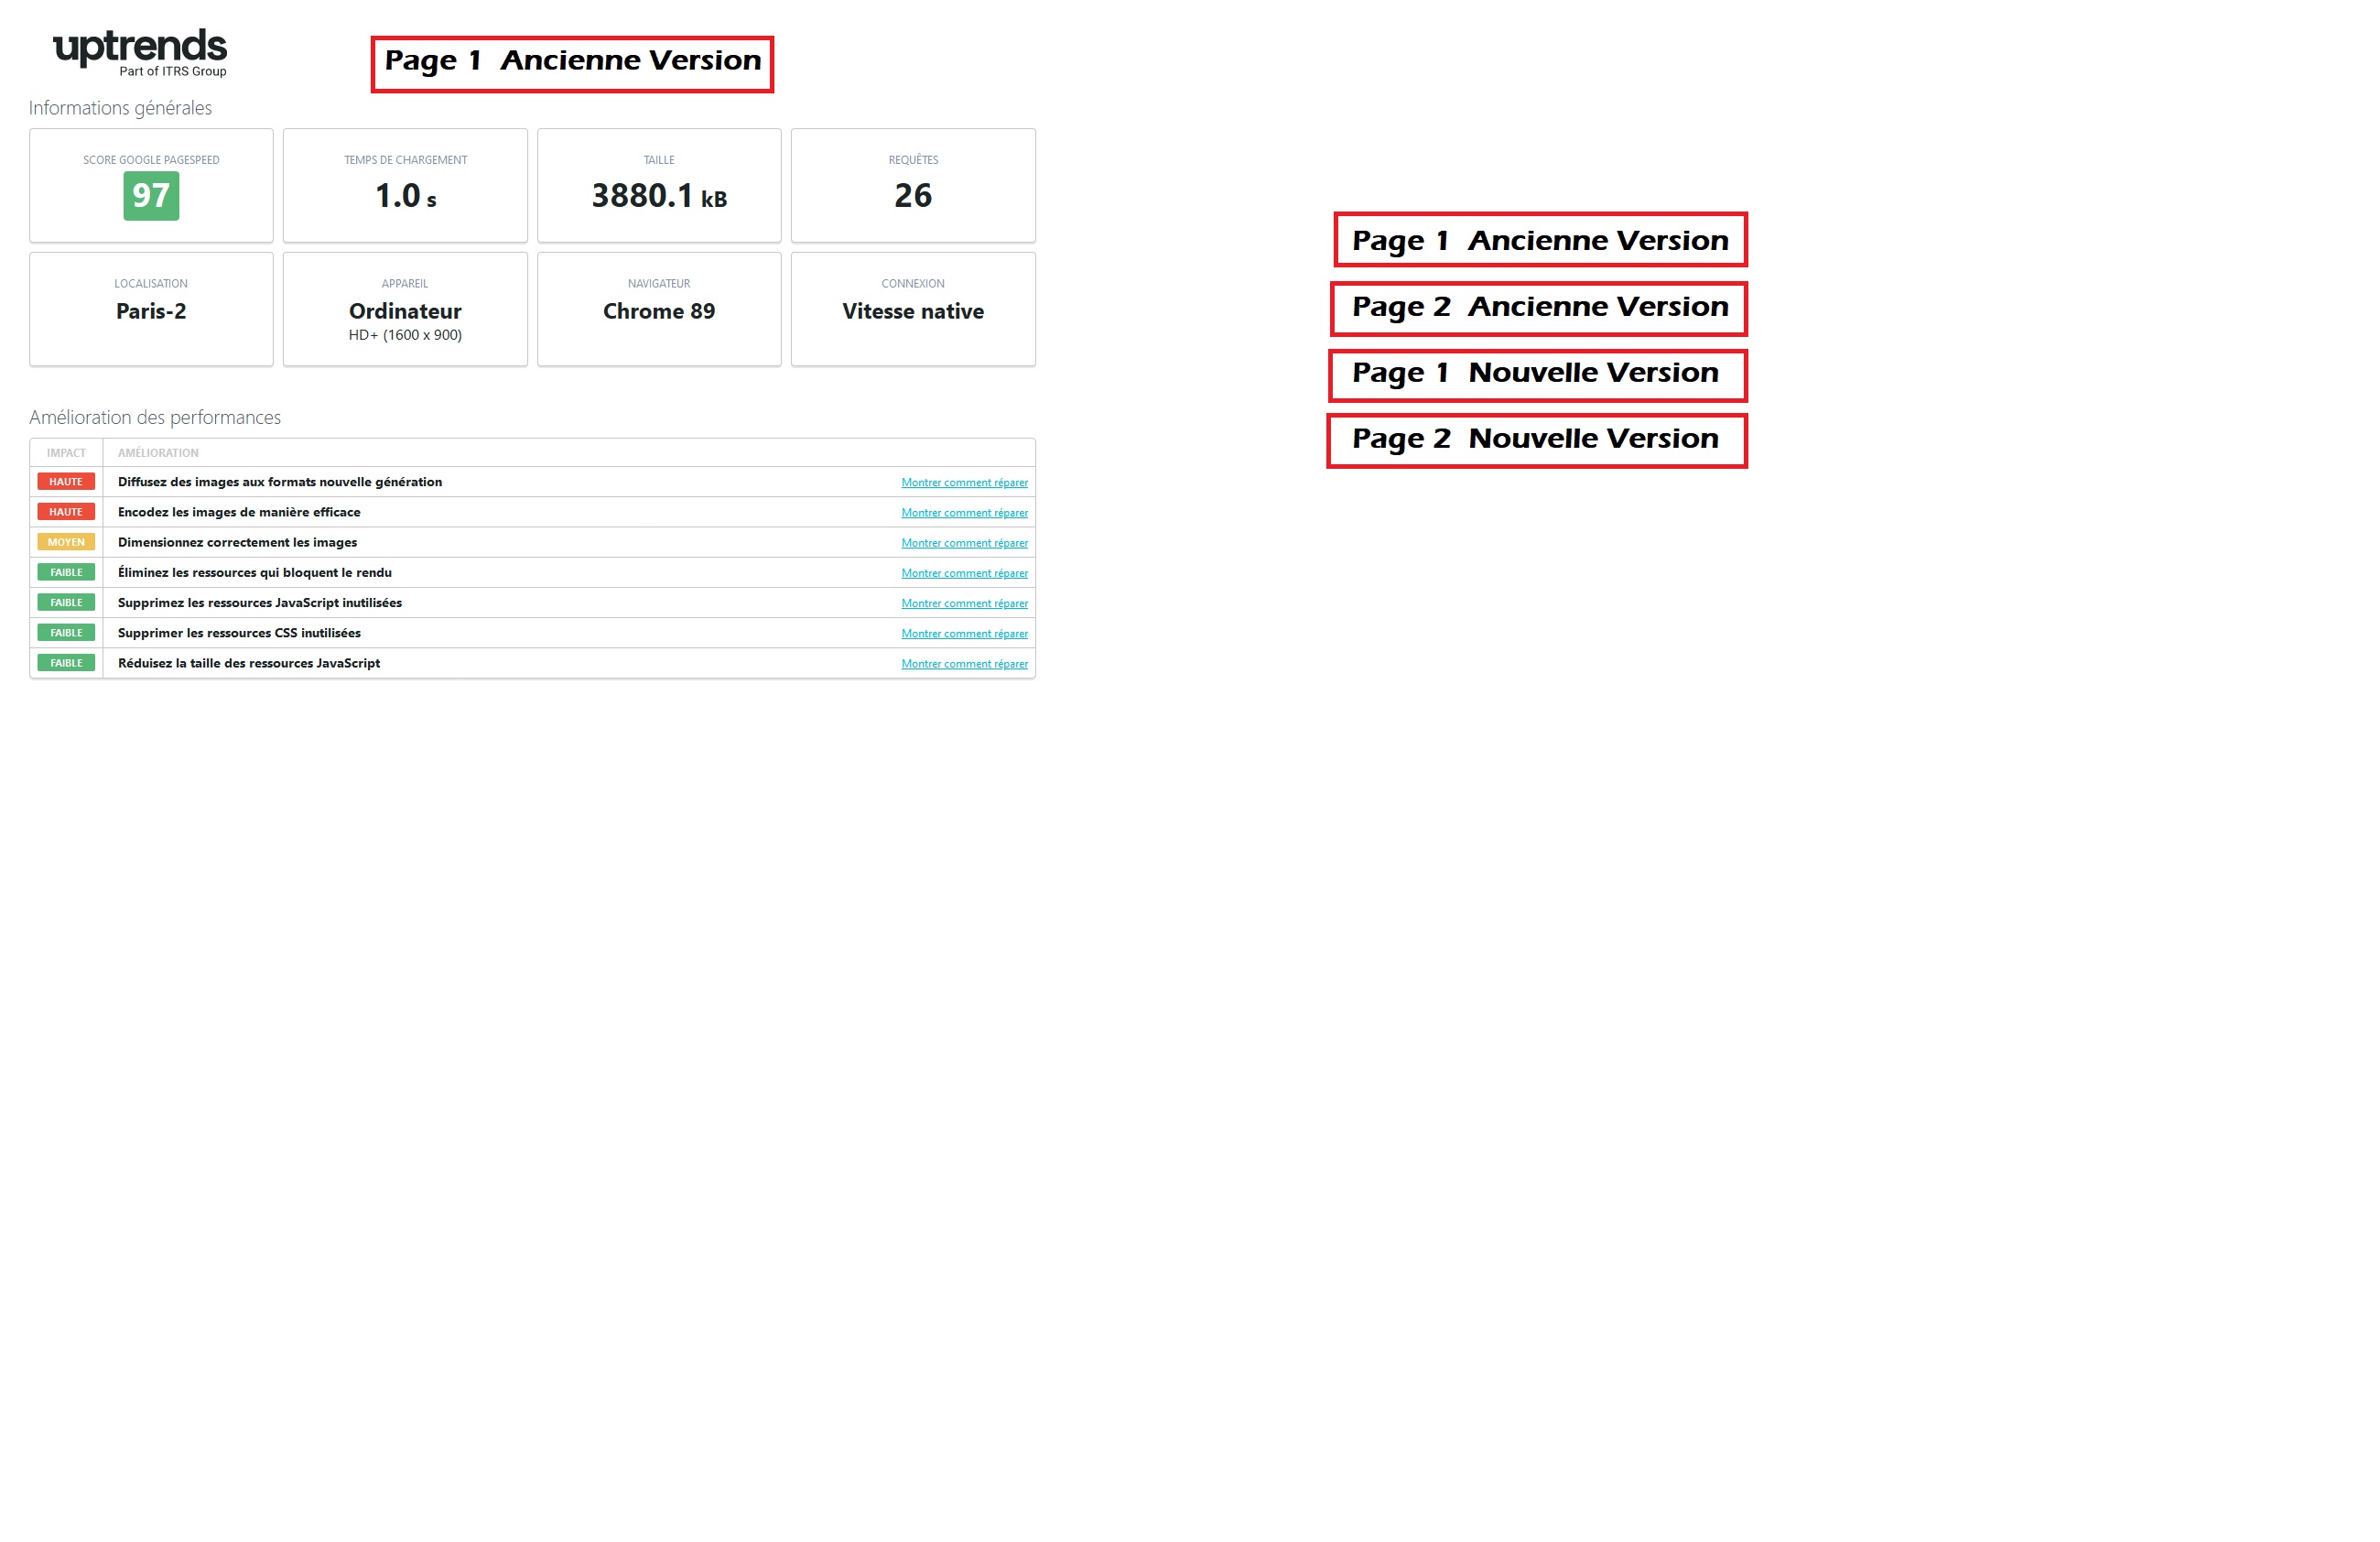 uptrends
Part of ITRS Group
Page 1 Ancienne Version
Informations générales
SCORE GOOGLE PAGESPEED
97
TEMPS DE CHARGEMENT
1.0 s
TAILLE
3880.1 kB
REQUÊTES
26
LOCALISATION
Paris-2
APPAREIL
Ordinateur
HD+ (1600 x 900)
NAVIGATEUR
Chrome 89
CONNEXION
Vitesse native
Amélioration des performances
IMPACT AMÉLIORATION
HAUTE Diffusez des images aux formats nouvelle génération Montrer comment réparer
HAUTE Encodez les images de manière efficace Montrer comment réparer
MOYEN Dimensionnez correctement les images Montrer comment réparer
FAIBLE Éliminez les ressources qui bloquent le rendu Montrer comment réparer
FAIBLE Supprimez les ressources JavaScript inutilisées Montrer comment réparer
FAIBLE Supprimer les ressources CSS inutilisées Montrer comment réparer
FAIBLE Réduisez la taille des ressources JavaScript Montrer comment réparer
Page 1 Ancienne Version
Page 2 Ancienne Version
Page 1 Nouvelle Version
Page 2 Nouvelle Version